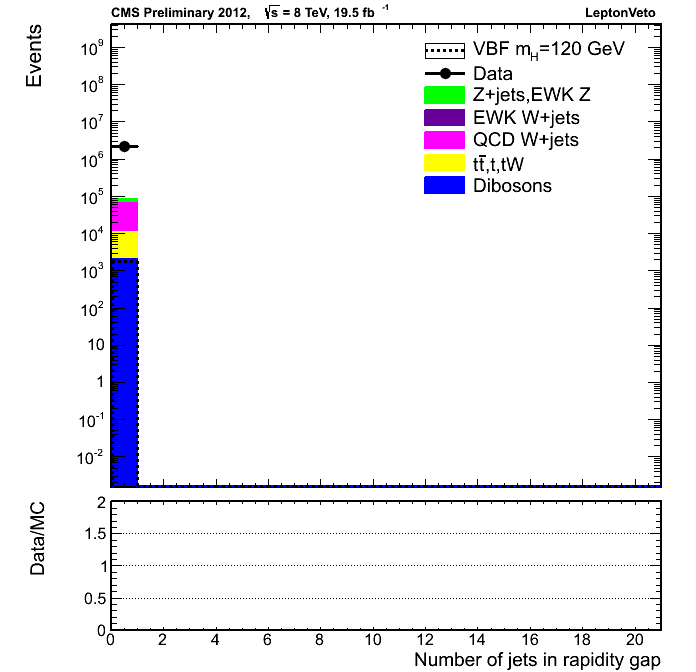 CMS Preliminary 2012, √s = 8 TeV, 19.5 fb⁻¹ LeptonVeto
Events
10⁹
10⁸
10⁷
10⁶
10⁵
10⁴
10³
10²
10
1
10⁻¹
10⁻²
VBF m_H=120 GeV
Data
Z+jets,EWK Z
EWK W+jets
QCD W+jets
tt̅,t,tW
Dibosons
Data/MC
2
1.5
1
0.5
0
0 2 4 6 8 10 12 14 16 18 20
Number of jets in rapidity gap